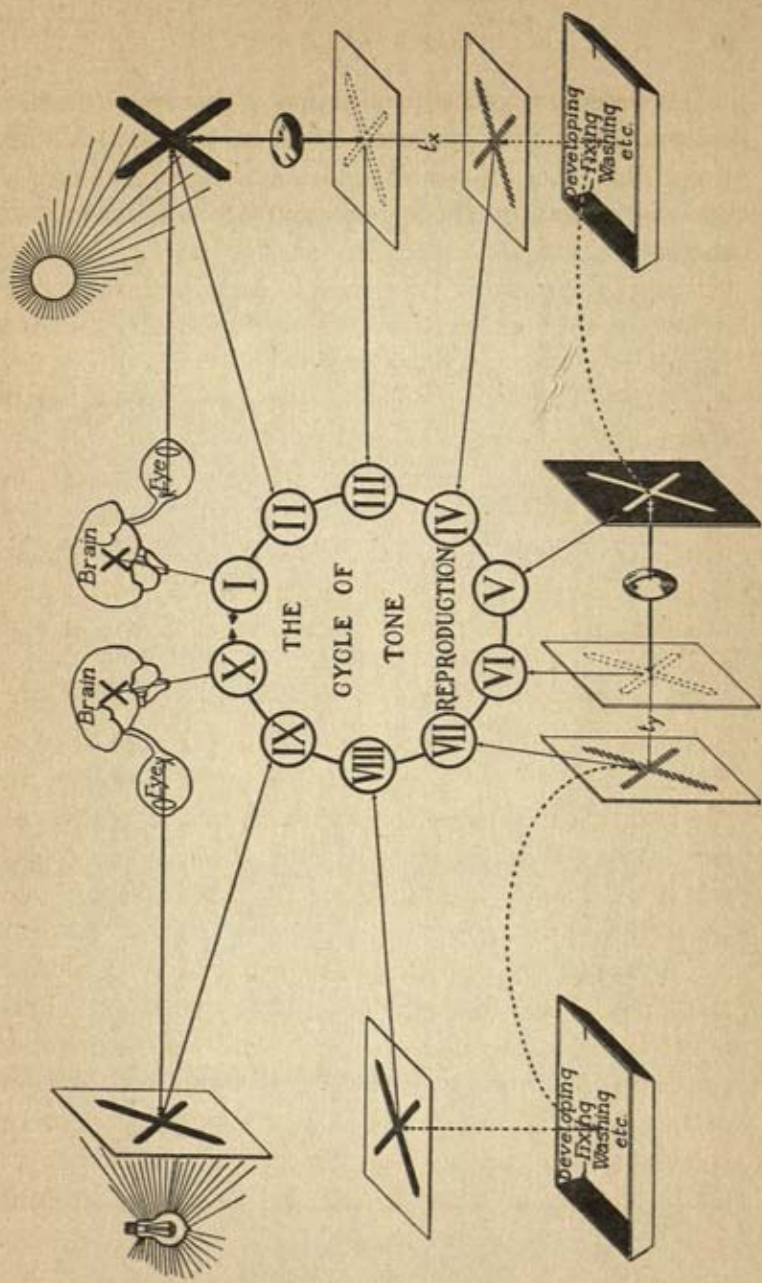 Brain
Eye
Brain
Eye
X
I
IX
II
THE
CYCLE OF
TONE
REPRODUCTION
VIII
III
VII
IV
VI
V
tx
ty
Developing
Fixing
Washing
etc.
Developing
Fixing
Washing
etc.